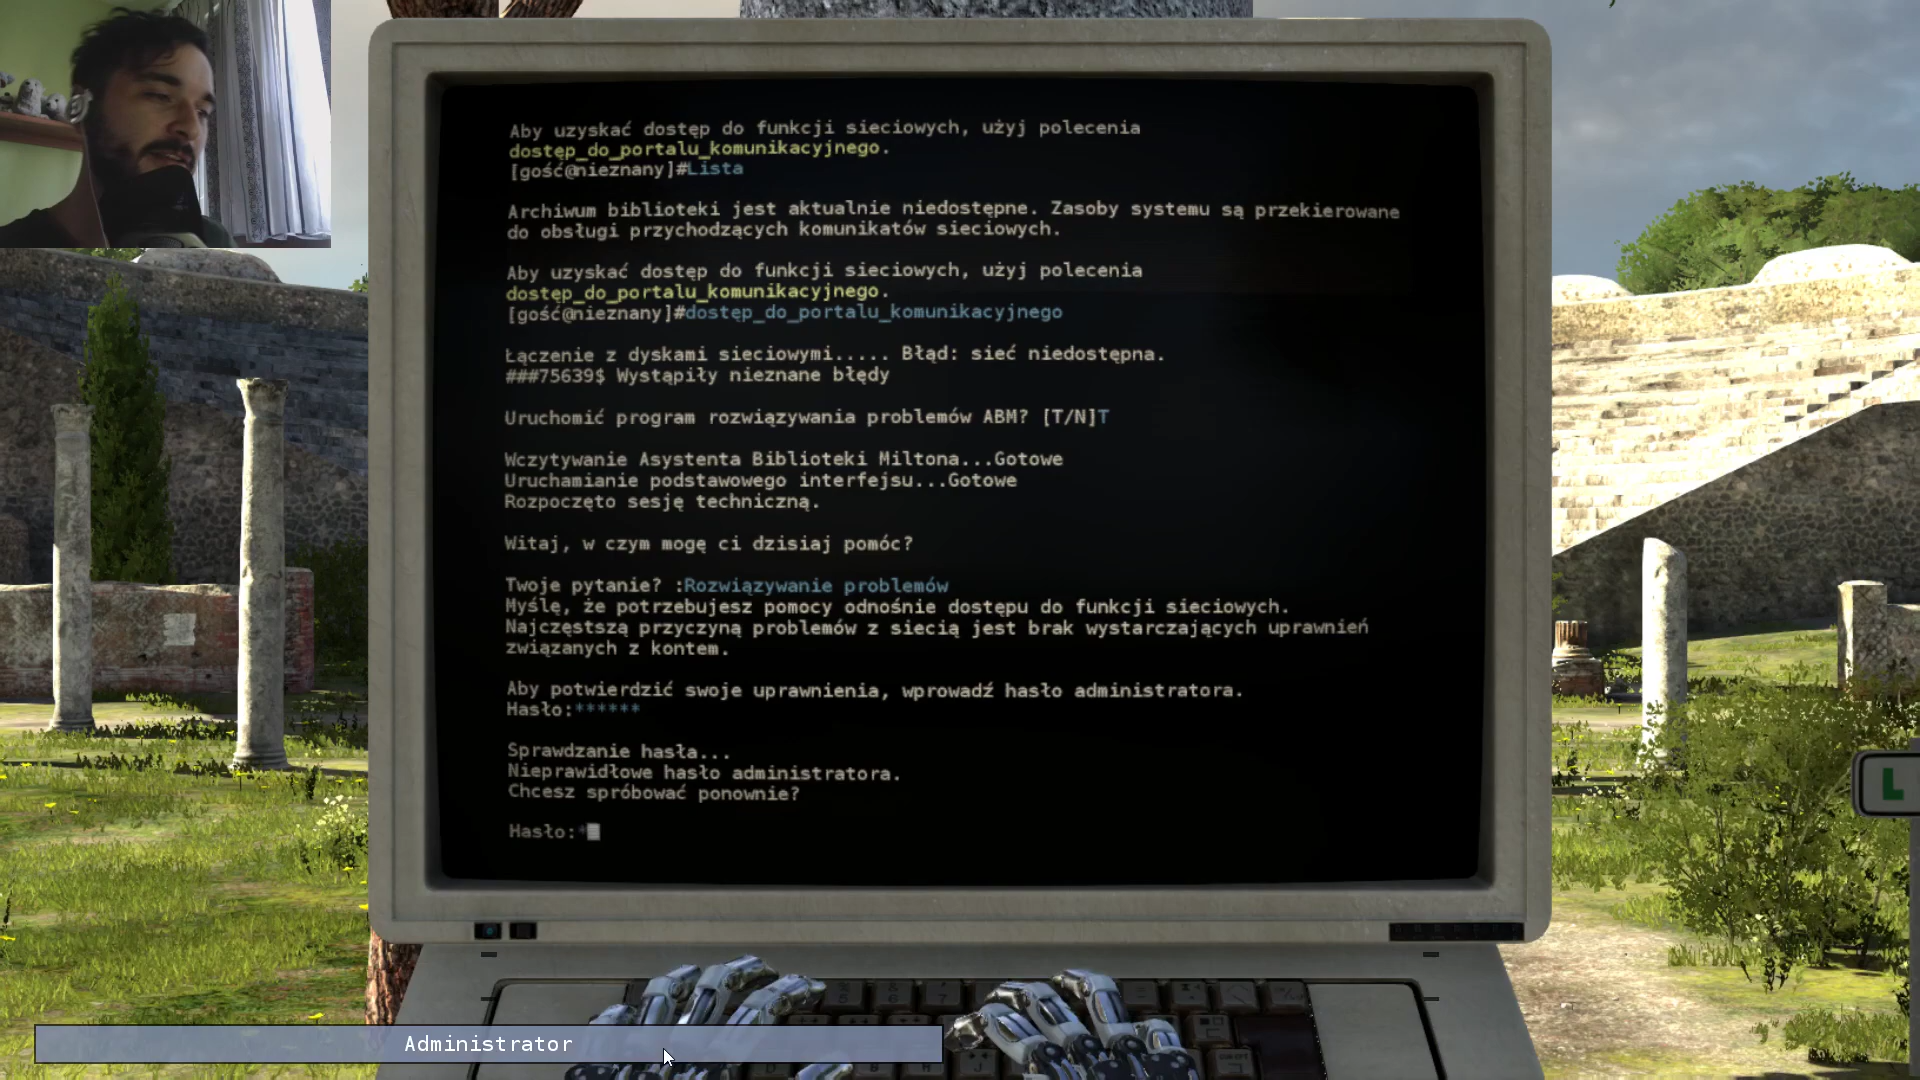 Aby uzyskać dostęp do funkcji sieciowych, użyj polecenia
dostęp_do_portalu_komunikacyjnego.
[gość@nieznany]#Lista
Archiwum biblioteki jest aktualnie niedostępne. Zasoby systemu są przekierowane
do obsługi przychodzących komunikatów sieciowych.
Aby uzyskać dostęp do funkcji sieciowych, użyj polecenia
dostęp_do_portalu_komunikacyjnego.
[gość@nieznany]#dostęp_do_portalu_komunikacyjnego
Łączenie z dyskami sieciowymi..... Błąd: sieć niedostępna.
###75639$ Wystąpiły nieznane błędy
Uruchomić program rozwiązywania problemów ABM? [T/N]T
Wczytywanie Asystenta Biblioteki Miltona...Gotowe
Uruchamianie podstawowego interfejsu...Gotowe
Rozpoczęto sesję techniczną.
Witaj, w czym mogę ci dzisiaj pomóc?
Twoje pytanie? :Rozwiązywanie problemów
Myślę, że potrzebujesz pomocy odnośnie dostępu do funkcji sieciowych.
Najczęstszą przyczyną problemów z siecią jest brak wystarczających uprawnień
związanych z kontem.
Aby potwierdzić swoje uprawnienia, wprowadź hasło administratora.
Hasło:******
Sprawdzanie hasła...
Nieprawidłowe hasło administratora.
Chcesz spróbować ponownie?
Hasło:*
L
Administrator